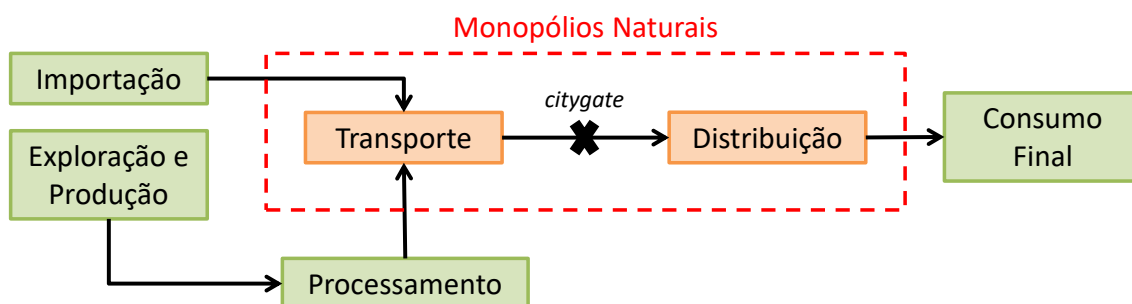 Monopólios Naturais
Importação
citygate
Transporte
Distribuição
Consumo
Final
Exploração e
Produção
Processamento